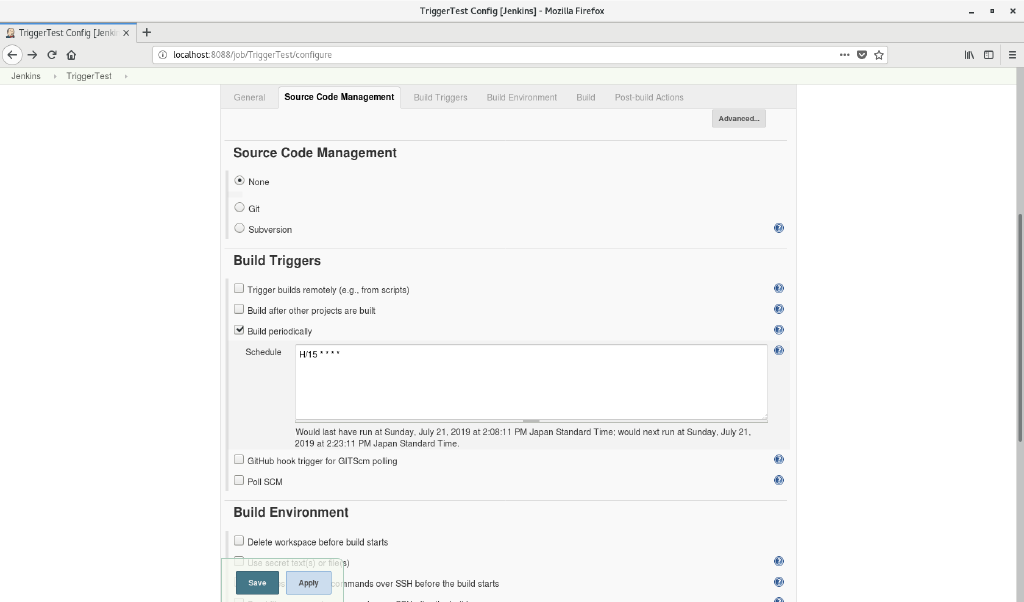 TriggerTest Config [Jenkins] - Mozilla Firefox
TriggerTest Config [Jenki
localhost:8088/job/TriggerTest/configure
Jenkins TriggerTest
General Source Code Management Build Triggers Build Environment Build Post-build Actions
Advanced...
Source Code Management
None
Git
Subversion
Build Triggers
Trigger builds remotely (e.g., from scripts)
Build after other projects are built
Build periodically
Schedule H/15 * * * *
Would last have run at Sunday, July 21, 2019 at 2:08:11 PM Japan Standard Time; would next run at Sunday, July 21,
2019 at 2:23:11 PM Japan Standard Time.
GitHub hook trigger for GITScm polling
Poll SCM
Build Environment
Delete workspace before build starts
Use secret text(s) or file(s)
Save Apply commands over SSH before the build starts